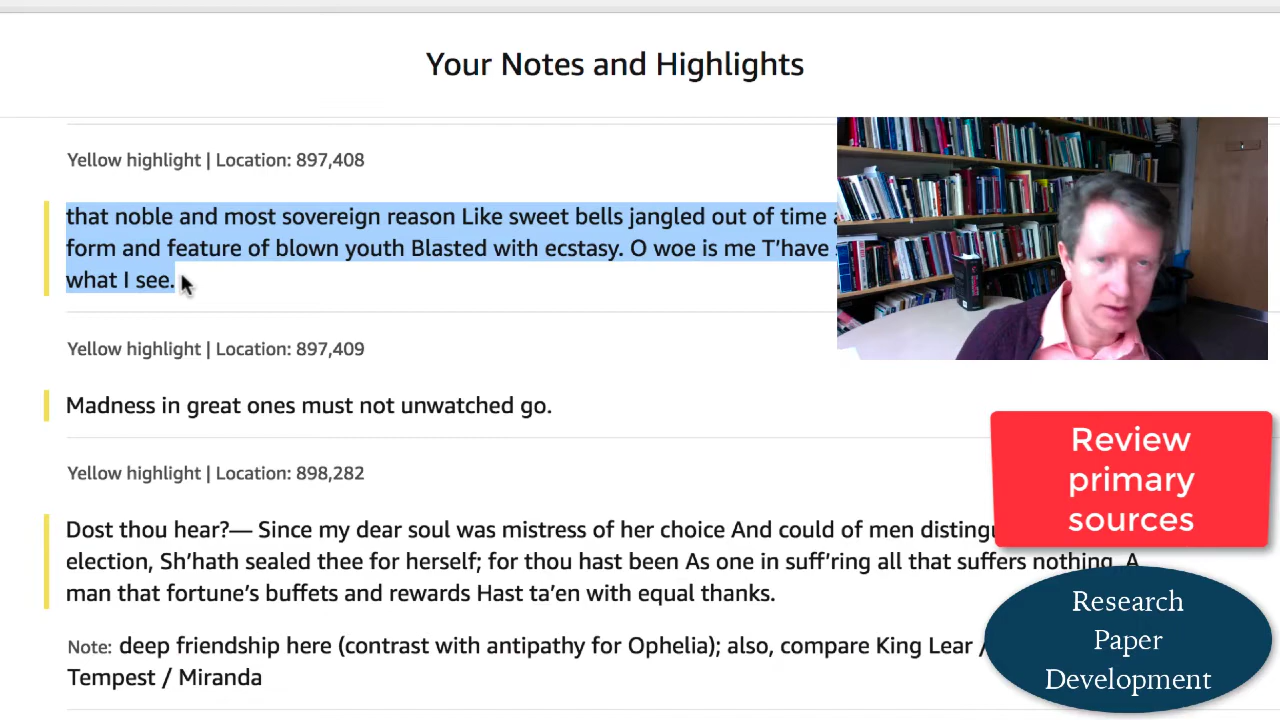 Your Notes and Highlights
Yellow highlight | Location: 897,408
that noble and most sovereign reason Like sweet bells jangled out of time
form and feature of blown youth Blasted with ecstasy. O woe is me T’have
what I see.
Yellow highlight | Location: 897,409
Madness in great ones must not unwatched go.
Yellow highlight | Location: 898,282
Dost thou hear?— Since my dear soul was mistress of her choice And could of men
election, Sh’hath sealed thee for herself; for thou hast been As one in suff’ring all that suffers nothing, A
man that fortune’s buffets and rewards Hast ta’en with equal thanks.
Note: deep friendship here (contrast with antipathy for Ophelia); also, compare King Lear /
Tempest / Miranda
Review
primary
sources
Research
Paper
Development